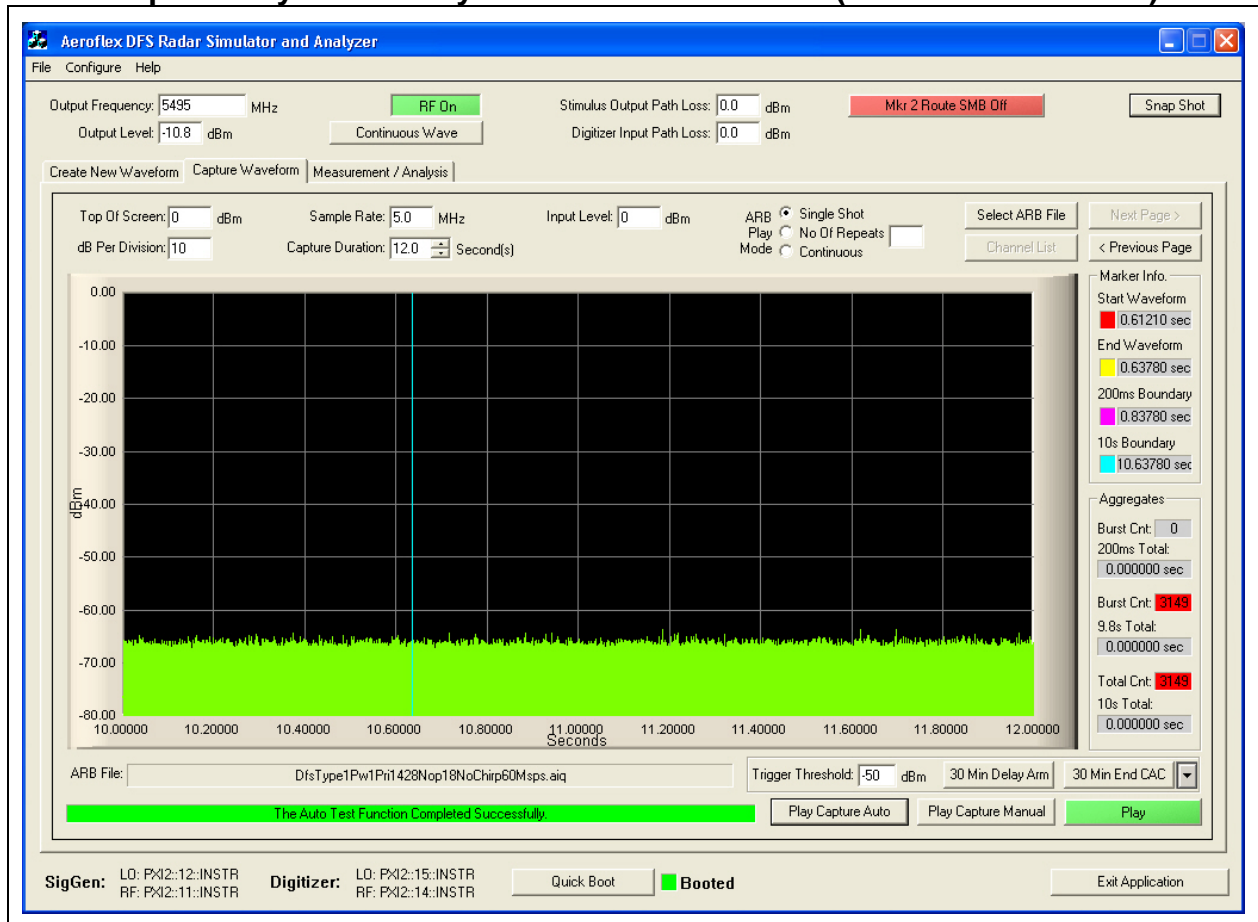 Aeroflex DFS Radar Simulator and Analyzer
File Configure Help
Output Frequency: 5495 MHz
RF On
Stimulus Output Path Loss: 0.0 dBm
Mkr 2 Route SMB Off
Snap Shot
Output Level: -10.8 dBm
Continuous Wave
Digitizer Input Path Loss: 0.0 dBm
Create New Waveform Capture Waveform Measurement / Analysis
Top Of Screen: 0 dBm
Sample Rate: 5.0 MHz
Input Level: 0 dBm
ARB Play Mode
Single Shot
No Of Repeats
Continuous
Select ARB File
Next Page >
dB Per Division: 10
Capture Duration: 12.0 Second(s)
Channel List
< Previous Page
0.00
-10.00
-20.00
-30.00
-40.00
-50.00
-60.00
-70.00
-80.00
dBm
10.00000 10.20000 10.40000 10.60000 10.80000 11.00000 11.20000 11.40000 11.60000 11.80000 12.00000
Seconds
Marker Info.
Start Waveform
0.61210 sec
End Waveform
0.63780 sec
200ms Boundary
0.83780 sec
10s Boundary
10.63780 sec
Aggregates
Burst Cnt: 0
200ms Total:
0.000000 sec
Burst Cnt: 3149
9.8s Total:
0.000000 sec
Total Cnt: 3149
10s Total:
0.000000 sec
ARB File: DfsType1Pw1Pri1428Nop18NoChirp60Msps.aiq
Trigger Threshold: -50 dBm
30 Min Delay Arm
30 Min End CAC
The Auto Test Function Completed Successfully.
Play Capture Auto
Play Capture Manual
Play
SigGen: LO: PXI2::12::INSTR
RF: PXI2::11::INSTR
Digitizer: LO: PXI2::15::INSTR
RF: PXI2::14::INSTR
Quick Boot
Booted
Exit Application